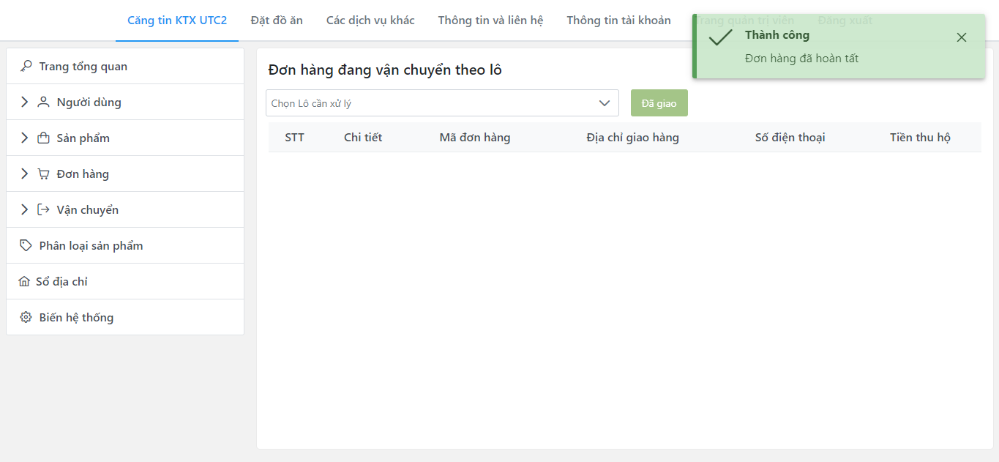 Căng tin KTX UTC2 Đặt đồ ăn Các dịch vụ khác Thông tin và liên hệ Thông tin tài khoản Trang quản trị viên Đăng xuất
Thành công
Đơn hàng đã hoàn tất
Trang tổng quan
Người dùng
Sản phẩm
Đơn hàng
Vận chuyển
Phân loại sản phẩm
Sổ địa chỉ
Biến hệ thống
Đơn hàng đang vận chuyển theo lô
Chọn Lô cần xử lý Đã giao
STT Chi tiết Mã đơn hàng Địa chỉ giao hàng Số điện thoại Tiền thu hộ